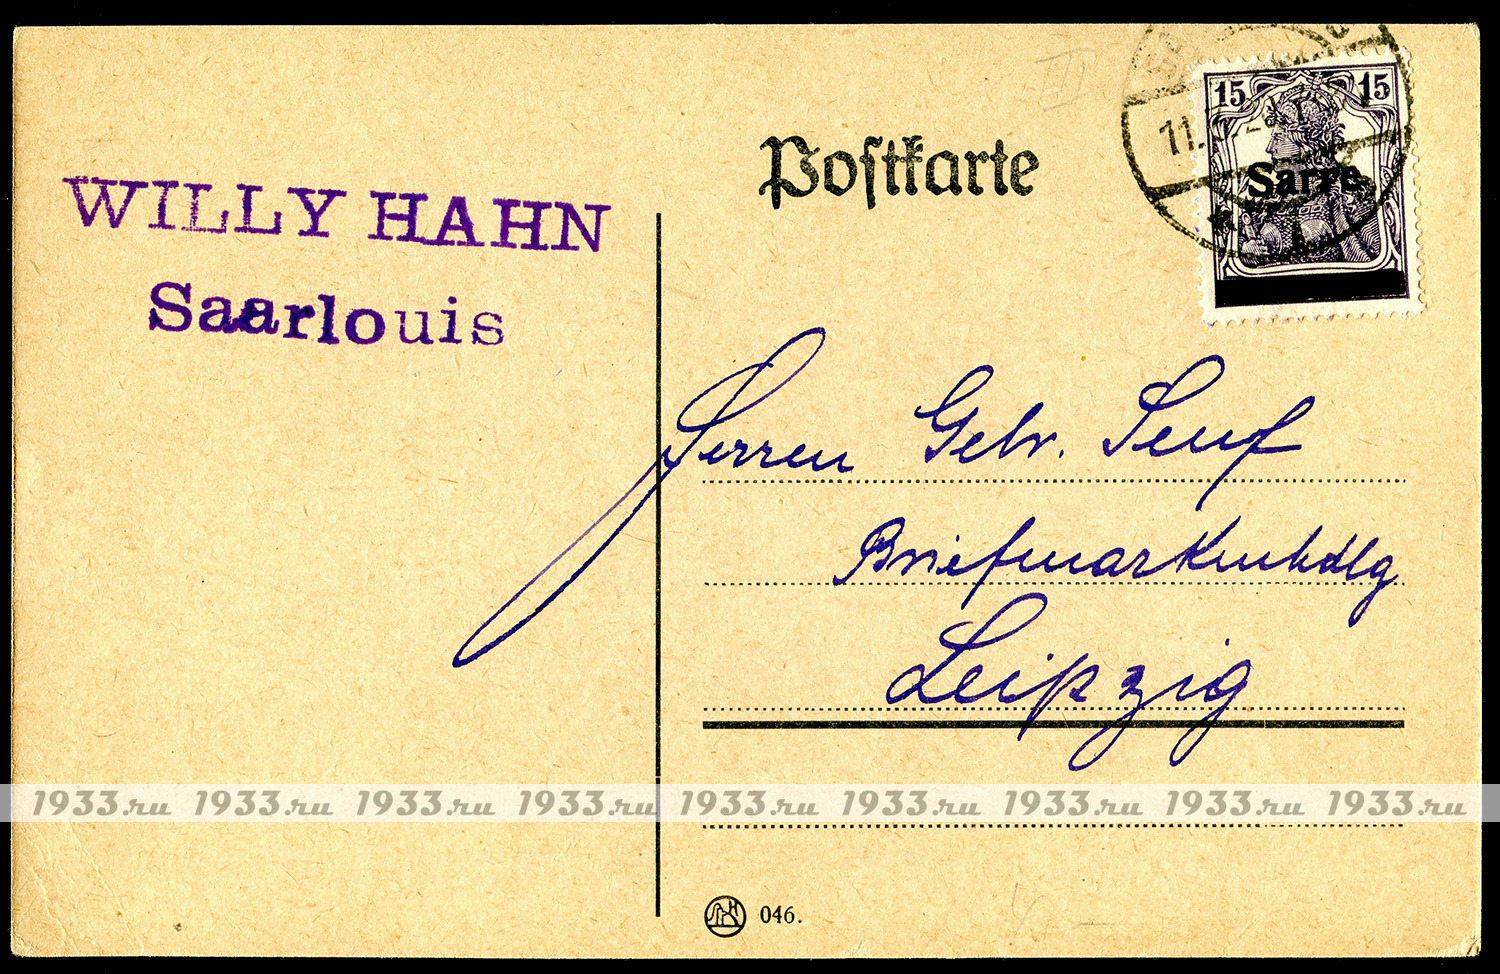 WILLY HAHN
Saarlouis
Postkarte
15 15
Sarre
11.
Herren Gebr. Senf
Briefmarkenhdlg
Leipzig
1933.ru 1933.ru 1933.ru 1933.ru 1933.ru 1933.ru 1933.ru 1933.ru 1933.ru
046.